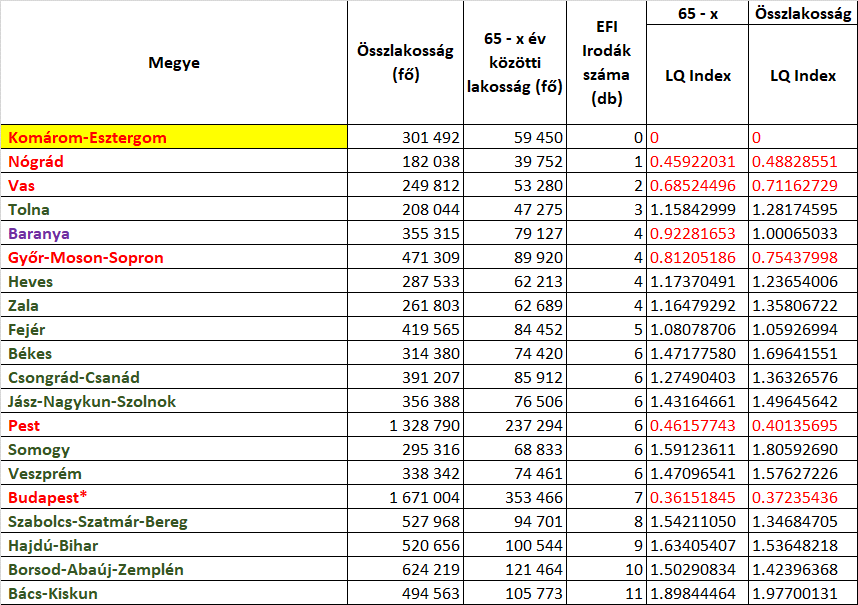 Megye Összlakosság (fő) 65 - x év közötti lakosság (fő) EFI Irodák száma (db) 65 - x LQ Index Összlakosság LQ Index
Komárom-Esztergom 301 492 59 450 0 0 0
Nógrád 182 038 39 752 1 0.45922031 0.48828551
Vas 249 812 53 280 2 0.68524496 0.71162729
Tolna 208 044 47 275 3 1.15842999 1.28174595
Baranya 355 315 79 127 4 0.92281653 1.00065033
Győr-Moson-Sopron 471 309 89 920 4 0.81205186 0.75437998
Heves 287 533 62 213 4 1.17370491 1.23654006
Zala 261 803 62 689 4 1.16479292 1.35806722
Fejér 419 565 84 452 5 1.08078706 1.05926994
Békes 314 380 74 420 6 1.47177580 1.69641551
Csongrád-Csanád 391 207 85 912 6 1.27490403 1.36326576
Jász-Nagykun-Szolnok 356 388 76 506 6 1.43164661 1.49645642
Pest 1 328 790 237 294 6 0.46157743 0.40135695
Somogy 295 316 68 833 6 1.59123611 1.80592690
Veszprém 338 342 74 461 6 1.47096541 1.57627226
Budapest* 1 671 004 353 466 7 0.36151845 0.37235436
Szabolcs-Szatmár-Bereg 527 968 94 701 8 1.54211050 1.34684705
Hajdú-Bihar 520 656 100 544 9 1.63405407 1.53648218
Borsod-Abaúj-Zemplén 624 219 121 464 10 1.50290834 1.42396368
Bács-Kiskun 494 563 105 773 11 1.89844464 1.97700131